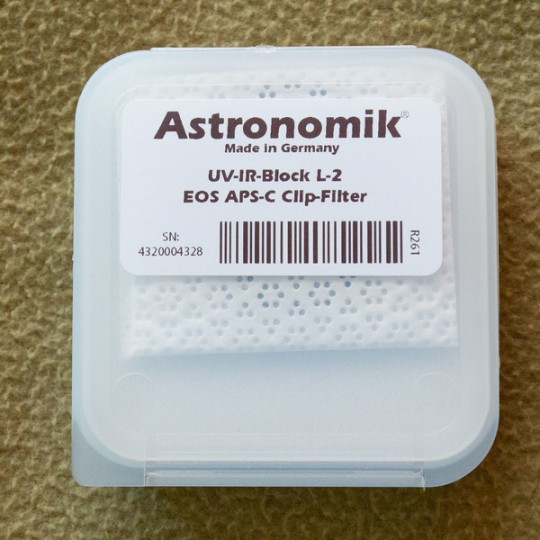 Astronomik®
Made in Germany
UV-IR-Block L-2
EOS APS-C Clip-Filter
SN:
4320004328
R261